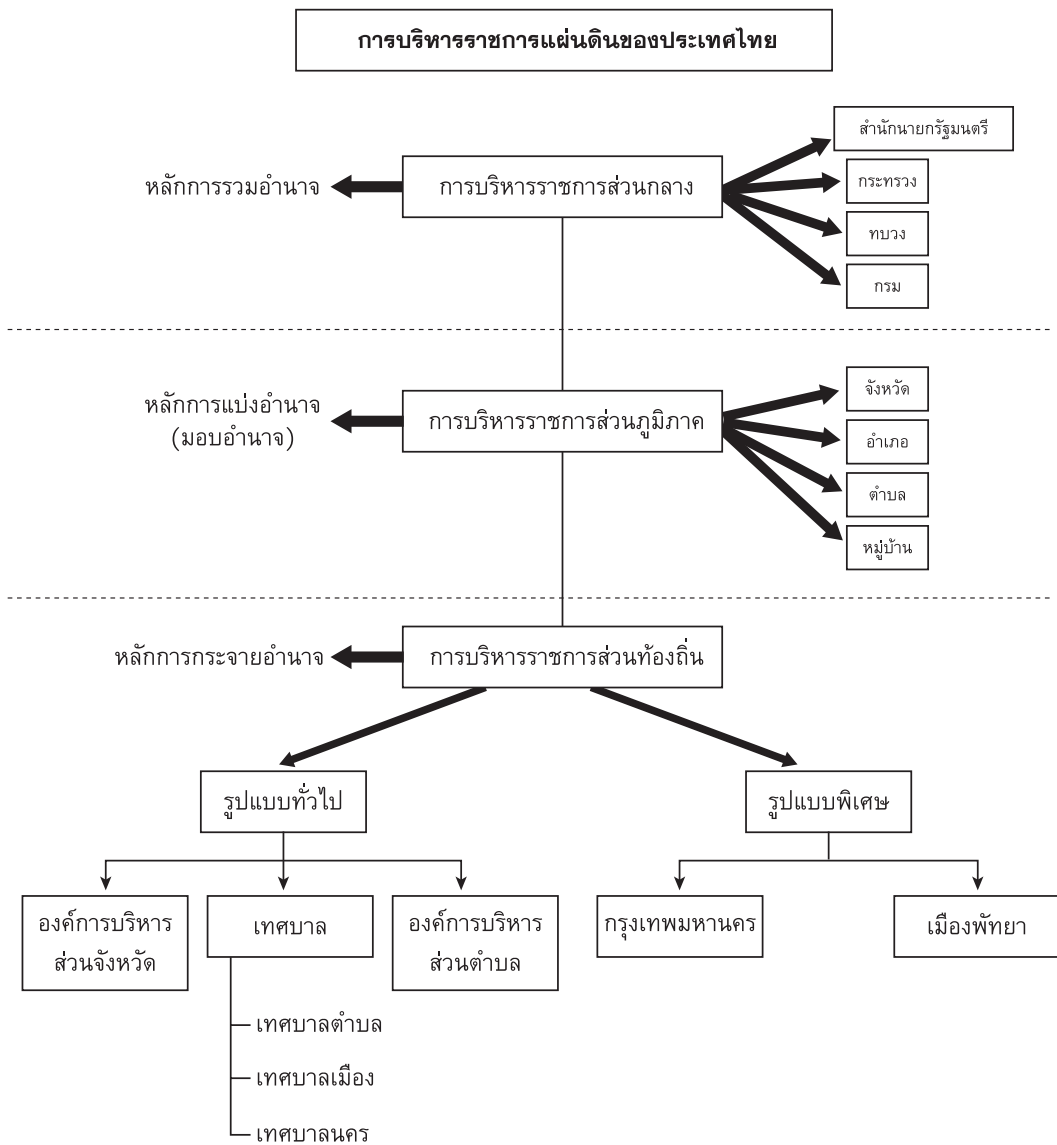 การบริหารราชการแผ่นดินของประเทศไทย
สำนักนายกรัฐมนตรี
หลักการรวมอำนาจ
การบริหารราชการส่วนกลาง
กระทรวง
ทบวง
กรม
หลักการแบ่งอำนาจ
(มอบอำนาจ)
การบริหารราชการส่วนภูมิภาค
จังหวัด
อำเภอ
ตำบล
หมู่บ้าน
หลักการกระจายอำนาจ
การบริหารราชการส่วนท้องถิ่น
รูปแบบทั่วไป
รูปแบบพิเศษ
องค์การบริหาร
ส่วนจังหวัด
เทศบาล
องค์การบริหาร
ส่วนตำบล
กรุงเทพมหานคร
เมืองพัทยา
เทศบาลตำบล
เทศบาลเมือง
เทศบาลนคร